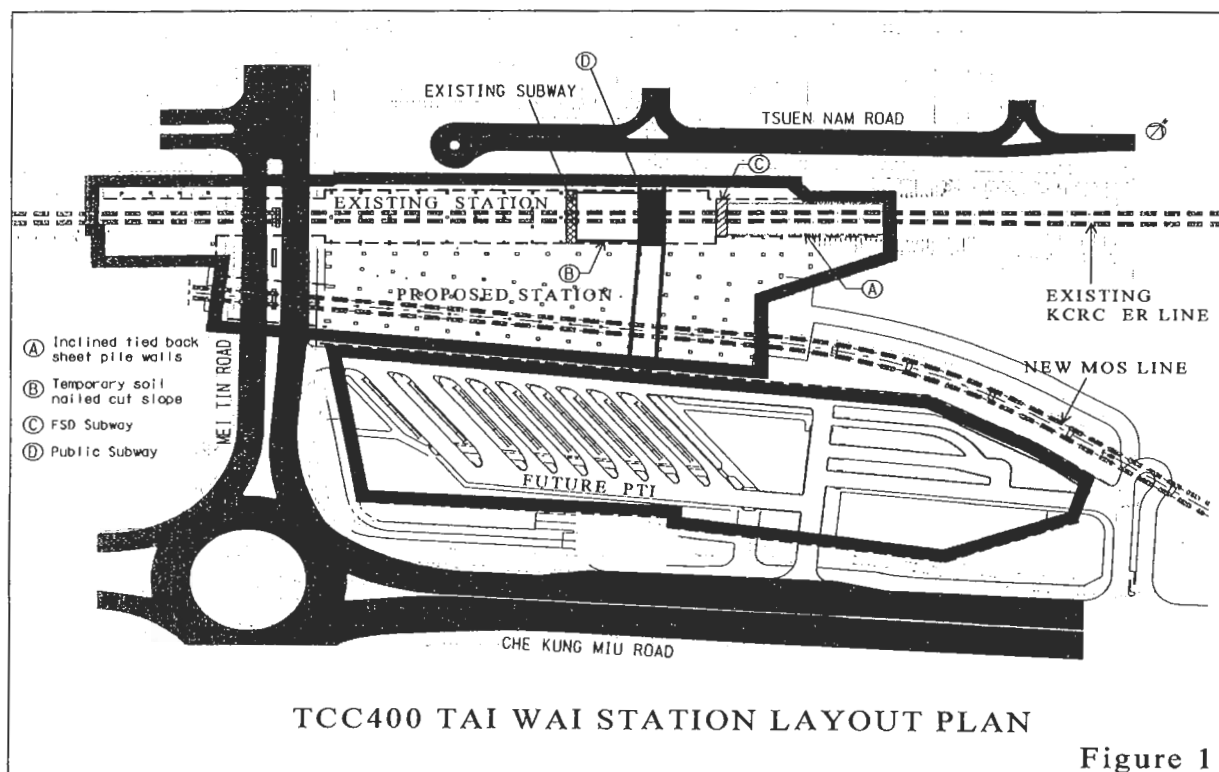 D
EXISTING SUBWAY
TSUEN NAM ROAD
C
EXISTING STATION
B
PROPOSED STATION
A
EXISTING
KCRC ER LINE
NEW MOS LINE
MEI TIN ROAD
A Inclined tied back
sheet pile walls
B Temporary soil
nailed cut slope
C FSD Subway
D Public Subway
FUTURE PTI
CHE KUNG MIU ROAD
TCC400 TAI WAI STATION LAYOUT PLAN
Figure 1